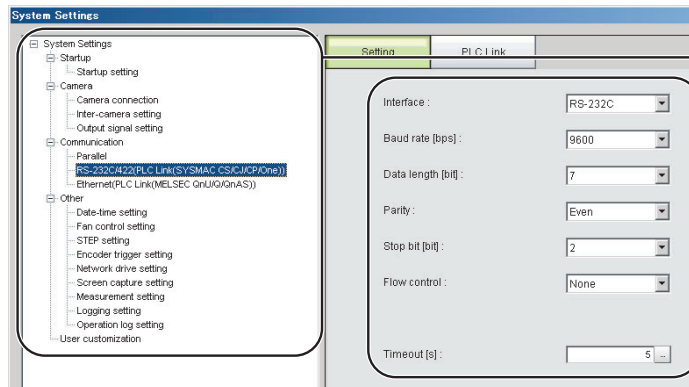 System Settings
System Settings
Startup
Startup setting
Camera
Camera connection
Inter-camera setting
Output signal setting
Communication
Parallel
RS-232C/422(PLC Link(SYSMAC CS/CJ/CP/One))
Ethernet(PLC Link(MELSEC QnU/Q/QnAS))
Other
Date-time setting
Fan control setting
STEP setting
Encoder trigger setting
Network drive setting
Screen capture setting
Measurement setting
Logging setting
Operation log setting
User customization
Setting PLC Link
Interface : RS-232C
Baud rate [bps] : 9600
Data length [bit] : 7
Parity : Even
Stop bit [bit] : 2
Flow control : None
Timeout [s] : 5 ...